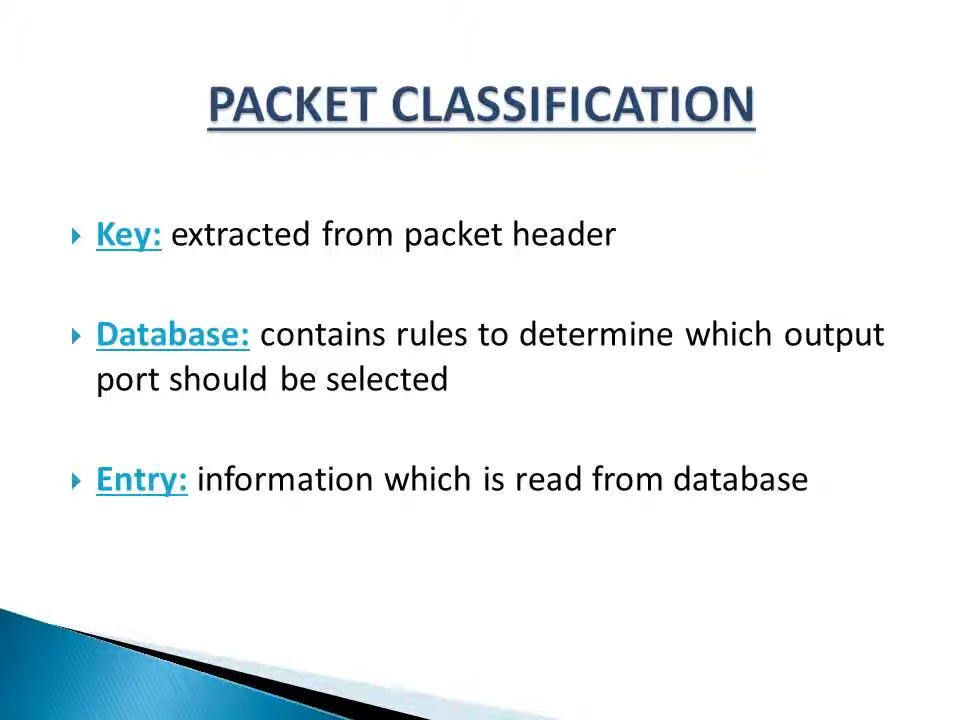 PACKET CLASSIFICATION
Key: extracted from packet header
Database: contains rules to determine which output
port should be selected
Entry: information which is read from database